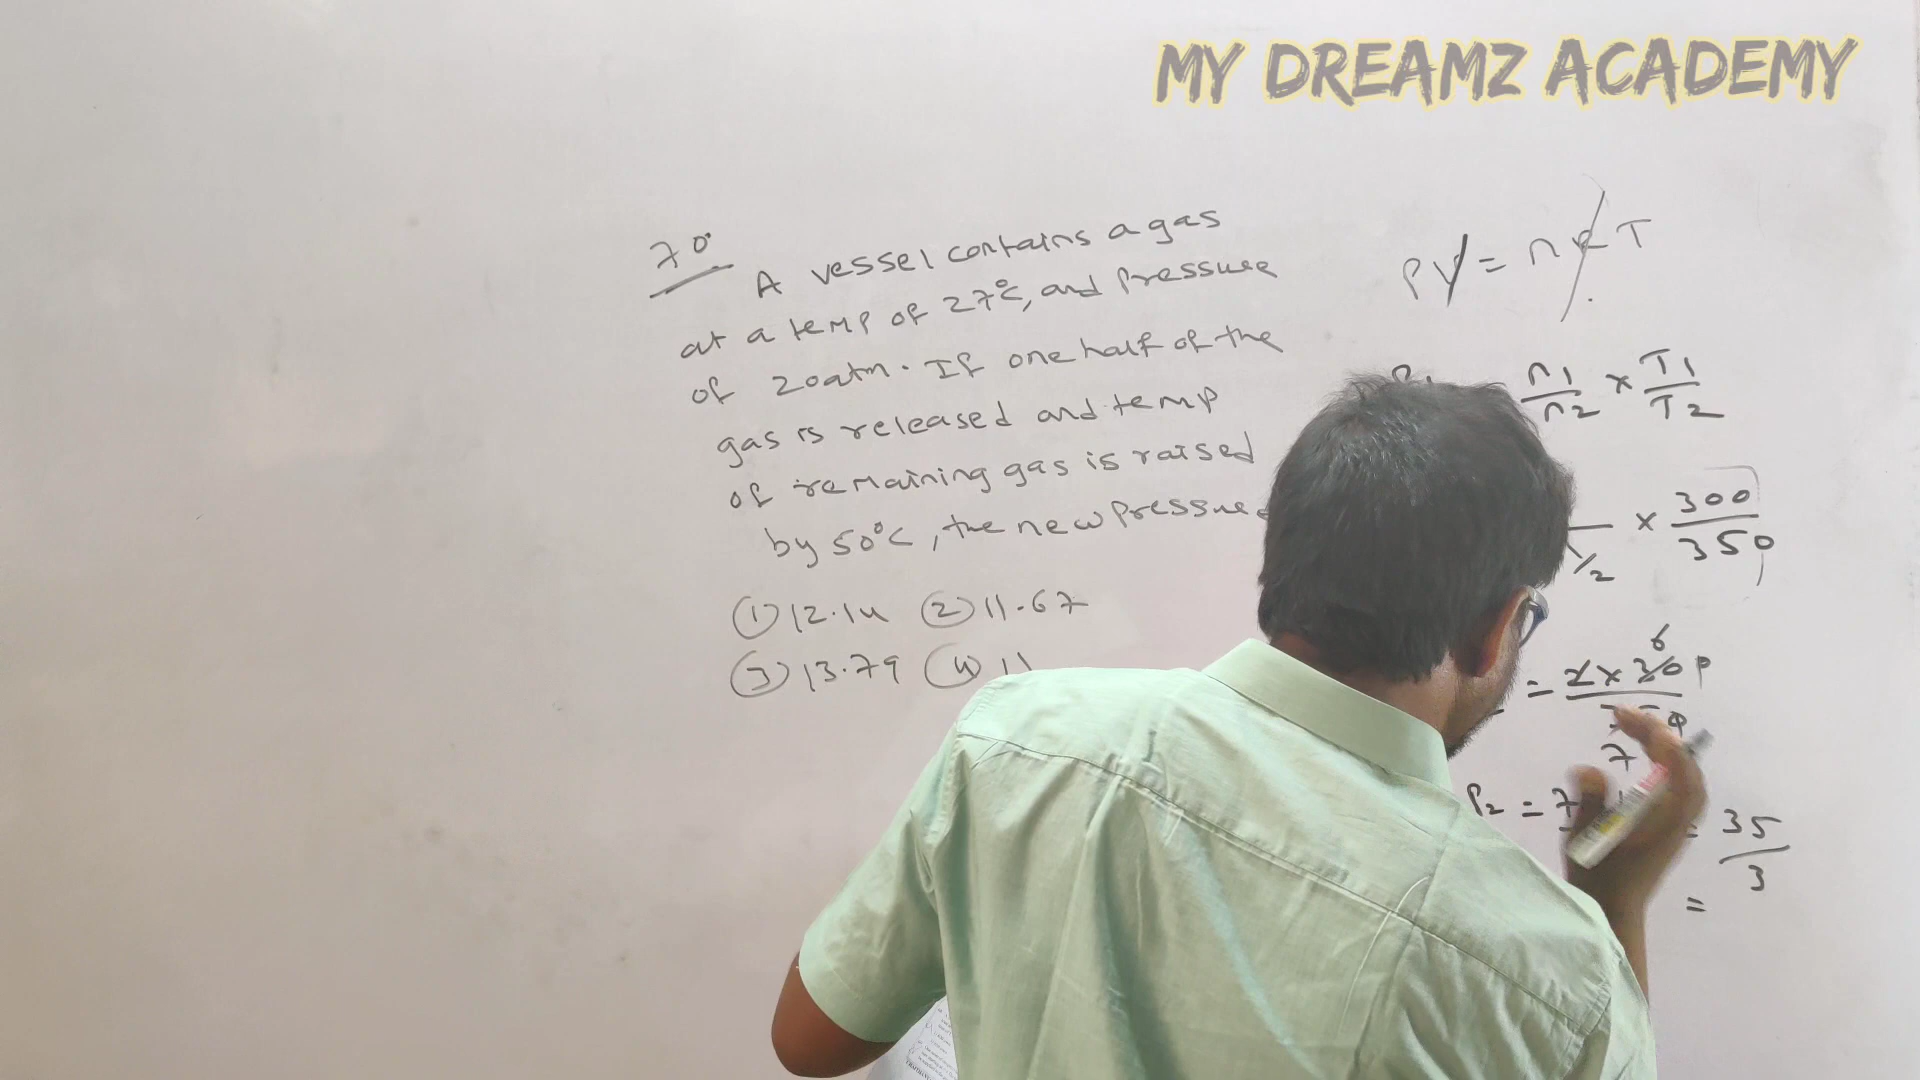 MY DREAMZ ACADEMY
70.
A vessel contains a gas
at a temp of 27°C, and pressure
of 20atm. If one half of the
gas is released and temp
of remaining gas is raised
by 50°C, the new pressure
① 12.14 ② 11.67
③ 13.79 ④ 11
PV = nRT
n1/n2 × T1/T2
1/2 × 300/350
= 2 × 300
7
P2 = 7
= 35/3
=